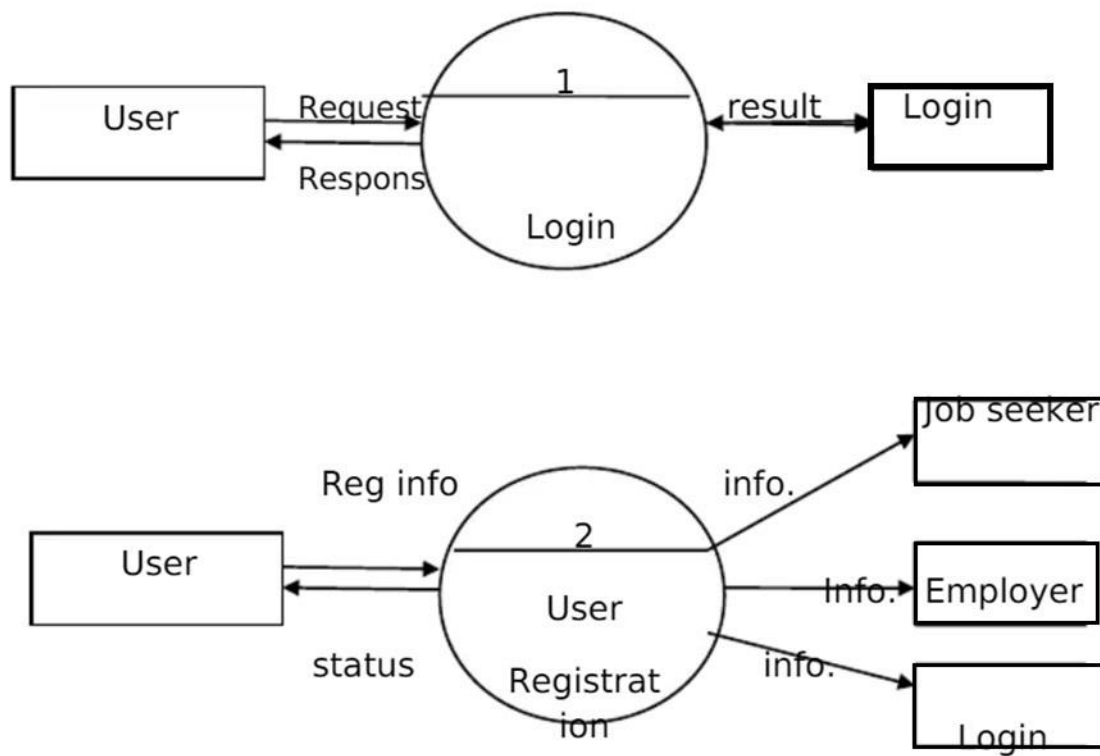 1
User
Request
result
Login
Respons
Login
Job seeker
Reg info
info.
2
User
User
Info.
Employer
status
Registrat
ion
info.
Login